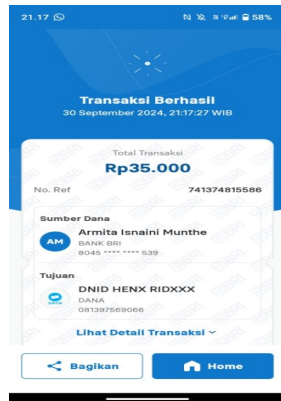 21.17 58%
Transaksi Berhasil
30 September 2024, 21:17:27 WIB
Total Transaksi
Rp35.000
No. Ref 741374815586
Sumber Dana
AM Armita Isnaini Munthe
BANK BRI
8045 **** **** 539
Tujuan
DNID HENX RIDXXX
DANA
081397569066
Lihat Detail Transaksi
Bagikan Home